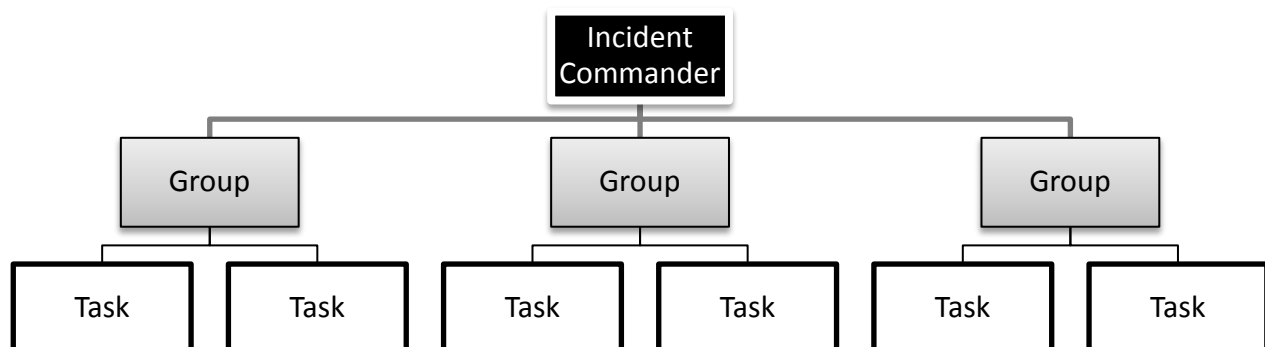 Incident
Commander
Group
Group
Group
Task
Task
Task
Task
Task
Task